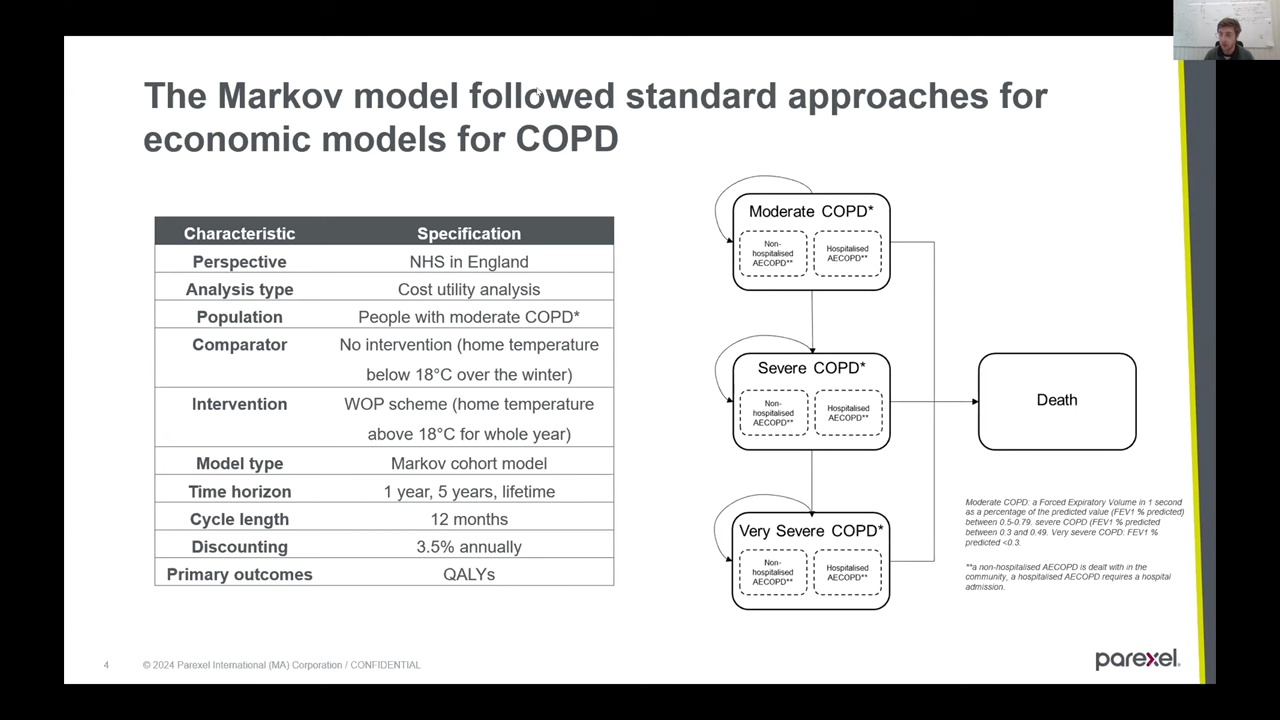 The Markov model followed standard approaches for
economic models for COPD
Characteristic Specification
Perspective NHS in England
Analysis type Cost utility analysis
Population People with moderate COPD*
Comparator No intervention (home temperature
below 18°C over the winter)
Intervention WOP scheme (home temperature
above 18°C for whole year)
Model type Markov cohort model
Time horizon 1 year, 5 years, lifetime
Cycle length 12 months
Discounting 3.5% annually
Primary outcomes QALYs
Moderate COPD*
Non-
hospitalised
AECOPD**
Hospitalised
AECOPD**
Severe COPD*
Non-
hospitalised
AECOPD**
Hospitalised
AECOPD**
Very Severe COPD*
Non-
hospitalised
AECOPD**
Hospitalised
AECOPD**
Death
Moderate COPD: a Forced Expiratory Volume in 1 second
as a percentage of the predicted value (FEV1 % predicted)
between 0.5-0.79. severe COPD (FEV1 % predicted
between 0.3 and 0.49. Very severe COPD: FEV1 %
predicted <0.3.
**a non-hospitalised AECOPD is dealt with in the
community, a hospitalised AECOPD requires a hospital
admission.
4 © 2024 Parexel International (MA) Corporation / CONFIDENTIAL
parexel.